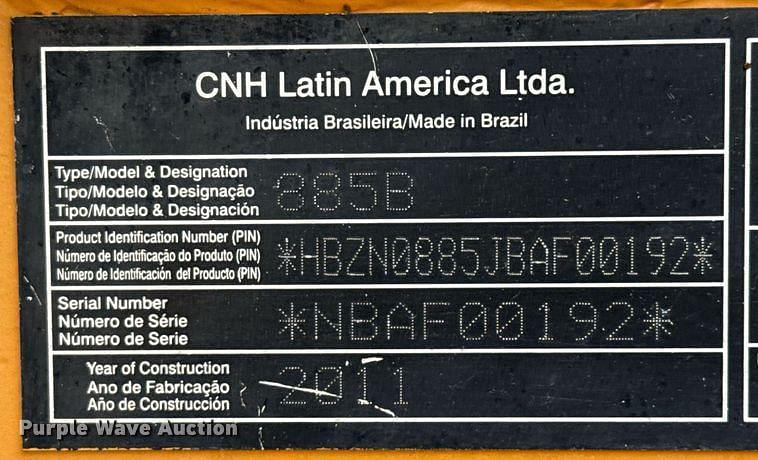 CNH Latin America Ltda.
Indústria Brasileira/Made in Brazil
Type/Model & Designation
Tipo/Modelo & Designação
Tipo/Modelo & Designación
885B
Product Identification Number (PIN)
Número de Identificação do Produto (PIN)
Número de Identificación del Producto (PIN)
*HBZN0885JBAF00192*
Serial Number
Número de Série
Número de Serie
*NBAF00192*
Year of Construction
Ano de Fabricação
Año de Construcción
2011
Purple Wave Auction